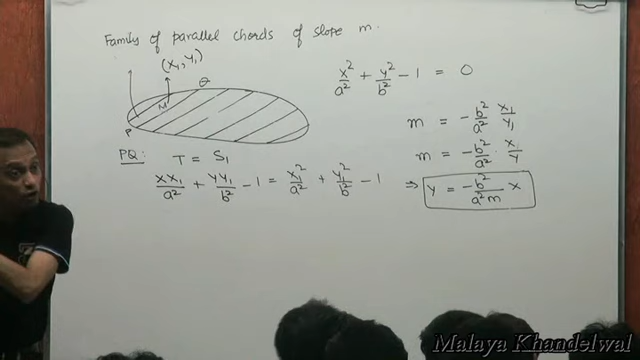 Family of parallel chords of slope m.
(x₁, y₁)
Q
M
P
x²/a² + y²/b² - 1 = 0
m = - b²/a² x₁/y₁
m = - b²/a² · x/y
⇒ y = -b²/a²m x
PQ: T = S₁
xx₁/a² + yy₁/b² - 1 = x₁²/a² + y₁²/b² - 1
Malaya Khandelwal